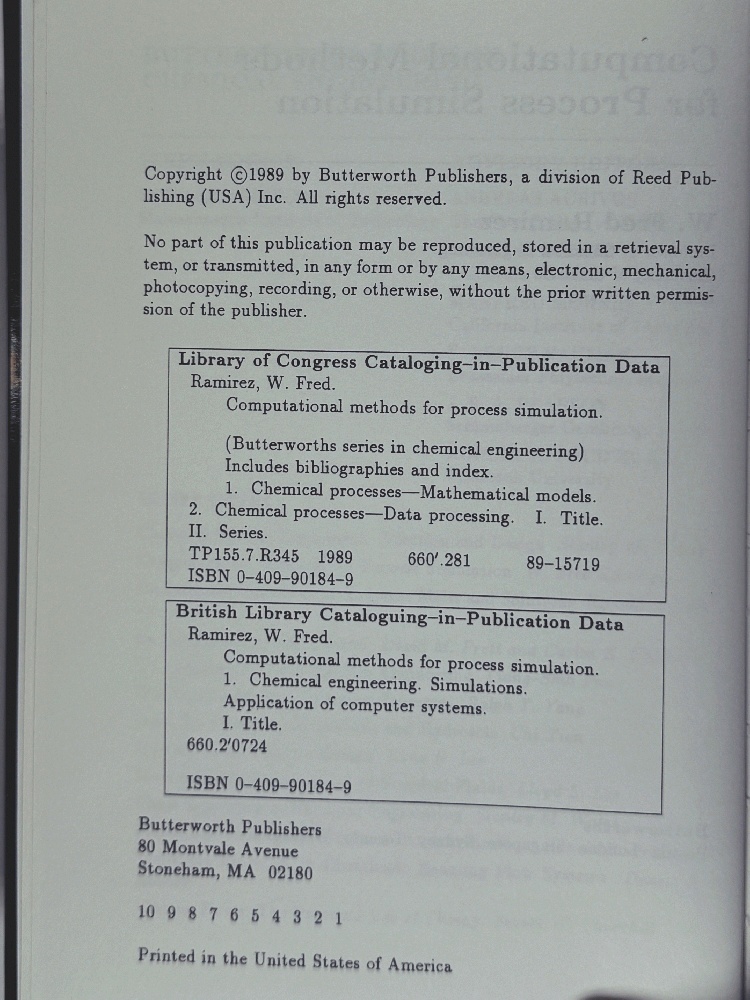 Copyright ©1989 by Butterworth Publishers, a division of Reed Pub-
lishing (USA) Inc. All rights reserved.
No part of this publication may be reproduced, stored in a retrieval sys-
tem, or transmitted, in any form or by any means, electronic, mechanical,
photocopying, recording, or otherwise, without the prior written permis-
sion of the publisher.
Library of Congress Cataloging–in–Publication Data
Ramirez, W. Fred.
Computational methods for process simulation.
(Butterworths series in chemical engineering)
Includes bibliographies and index.
1. Chemical processes—Mathematical models.
2. Chemical processes—Data processing. I. Title.
II. Series.
TP155.7.R345 1989 660′.281 89–15719
ISBN 0–409–90184–9
British Library Cataloguing–in–Publication Data
Ramirez, W. Fred.
Computational methods for process simulation.
1. Chemical engineering. Simulations.
Application of computer systems.
I. Title.
660.2′0724
ISBN 0–409–90184–9
Butterworth Publishers
80 Montvale Avenue
Stoneham, MA 02180
10 9 8 7 6 5 4 3 2 1
Printed in the United States of America